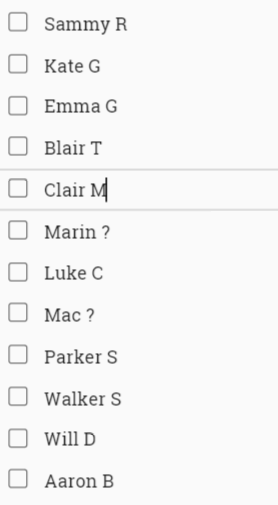 Sammy R
Kate G
Emma G
Blair T
Clair M
Marin ?
Luke C
Mac ?
Parker S
Walker S
Will D
Aaron B